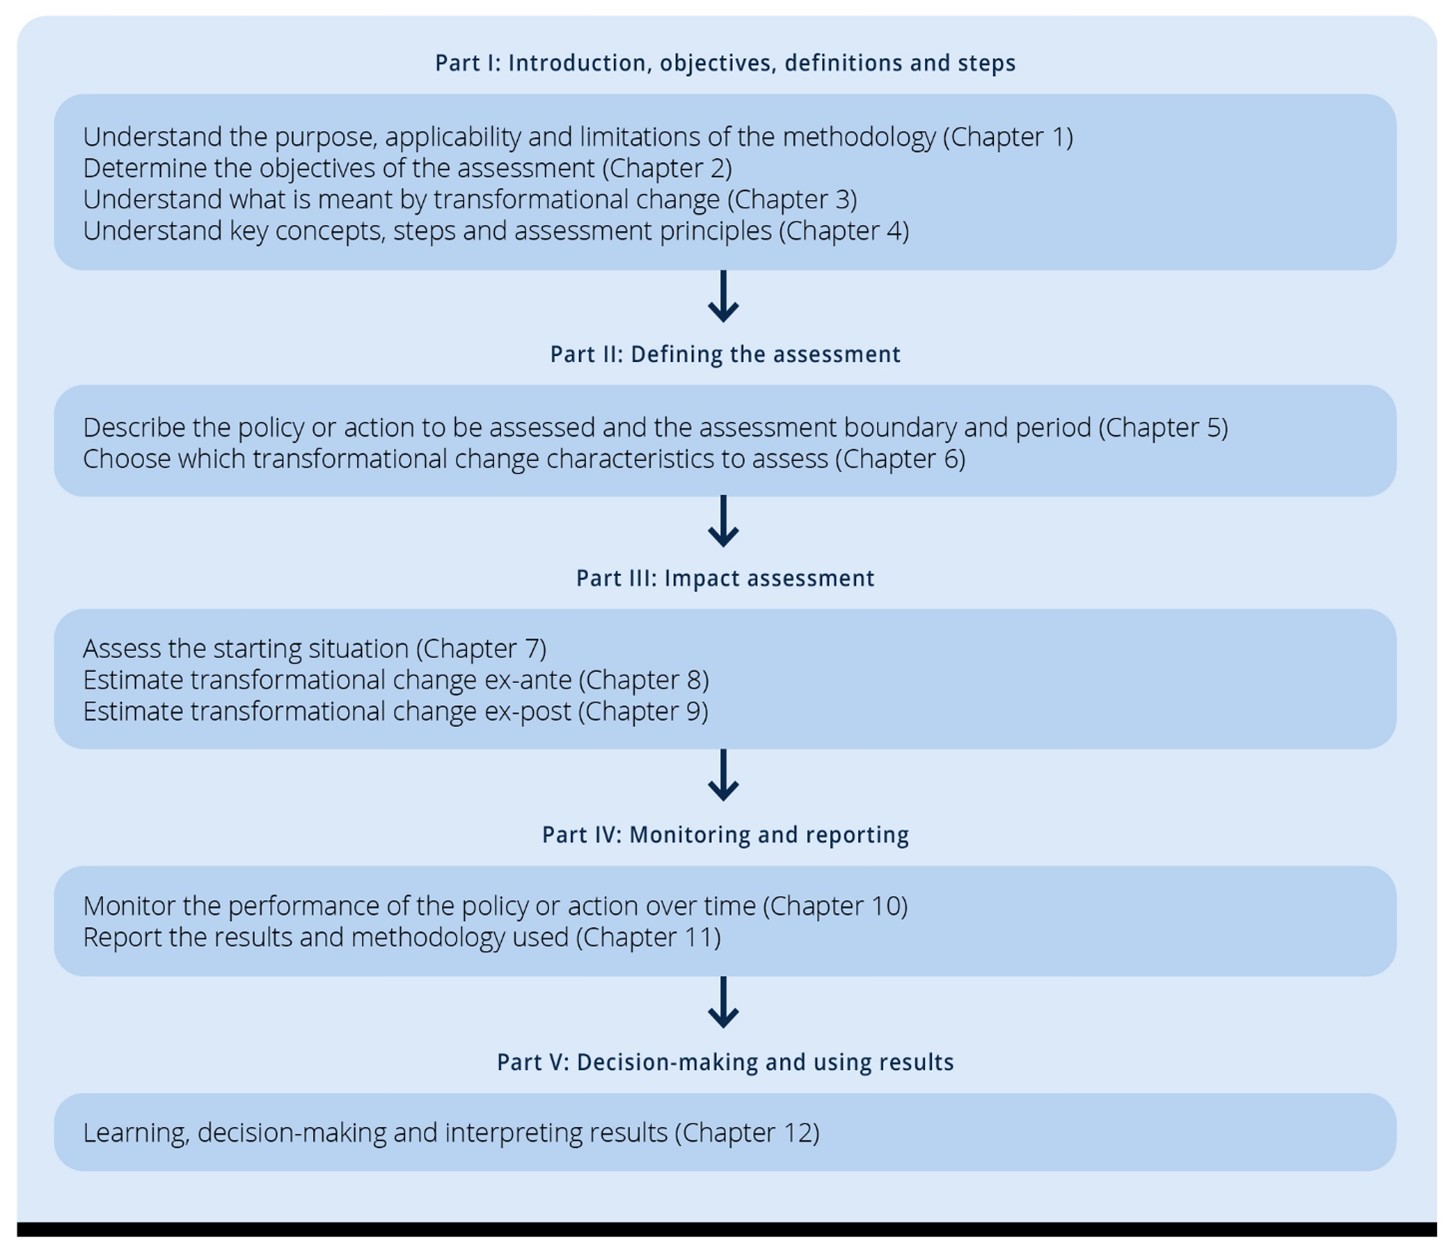 Part I: Introduction, objectives, definitions and steps
Understand the purpose, applicability and limitations of the methodology (Chapter 1)
Determine the objectives of the assessment (Chapter 2)
Understand what is meant by transformational change (Chapter 3)
Understand key concepts, steps and assessment principles (Chapter 4)
Part II: Defining the assessment
Describe the policy or action to be assessed and the assessment boundary and period (Chapter 5)
Choose which transformational change characteristics to assess (Chapter 6)
Part III: Impact assessment
Assess the starting situation (Chapter 7)
Estimate transformational change ex-ante (Chapter 8)
Estimate transformational change ex-post (Chapter 9)
Part IV: Monitoring and reporting
Monitor the performance of the policy or action over time (Chapter 10)
Report the results and methodology used (Chapter 11)
Part V: Decision-making and using results
Learning, decision-making and interpreting results (Chapter 12)